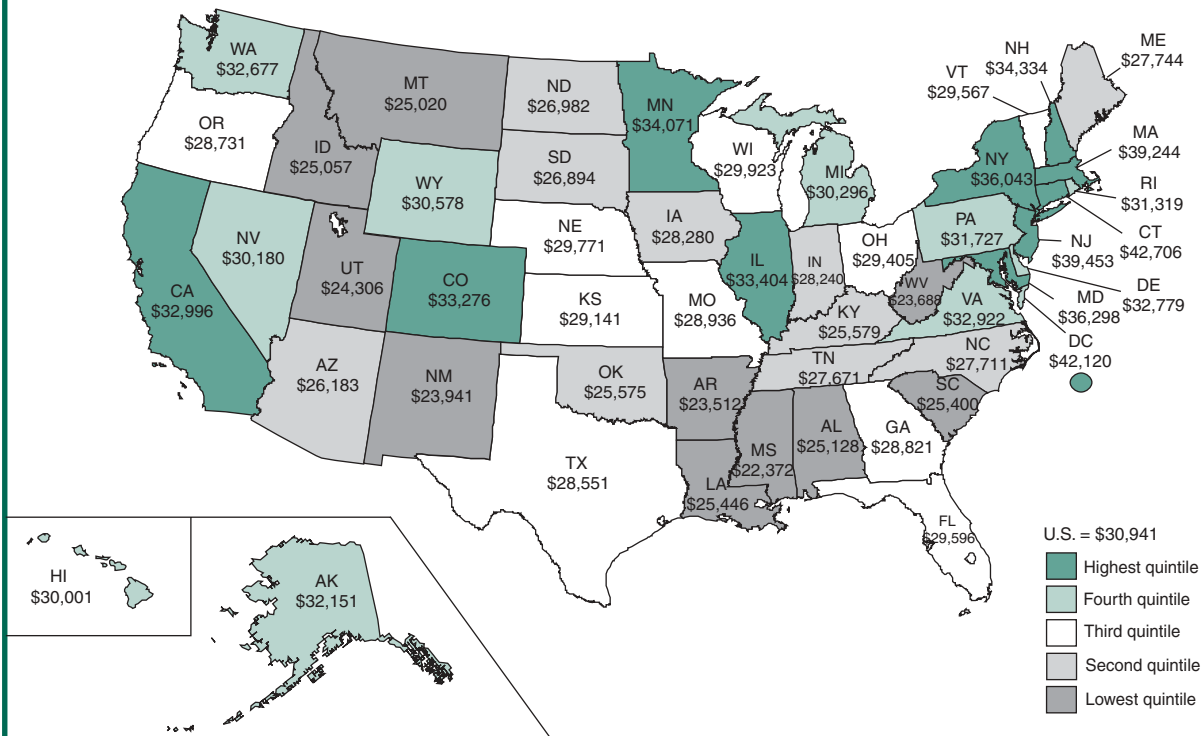 WA
$32,677
OR
$28,731
CA
$32,996
NV
$30,180
ID
$25,057
MT
$25,020
WY
$30,578
UT
$24,306
CO
$33,276
AZ
$26,183
NM
$23,941
ND
$26,982
SD
$26,894
NE
$29,771
KS
$29,141
OK
$25,575
TX
$28,551
MN
$34,071
IA
$28,280
MO
$28,936
AR
$23,512
LA
$25,446
WI
$29,923
IL
$33,404
MI
$30,296
IN
$28,240
OH
$29,405
KY
$25,579
TN
$27,671
MS
$22,372
AL
$25,128
GA
$28,821
FL
$29,596
SC
$25,400
NC
$27,711
VA
$32,922
WV
$23,688
PA
$31,727
NY
$36,043
VT
$29,567
NH
$34,334
ME
$27,744
MA
$39,244
RI
$31,319
CT
$42,706
NJ
$39,453
DE
$32,779
MD
$36,298
DC
$42,120
HI
$30,001
AK
$32,151
U.S. = $30,941
Highest quintile
Fourth quintile
Third quintile
Second quintile
Lowest quintile